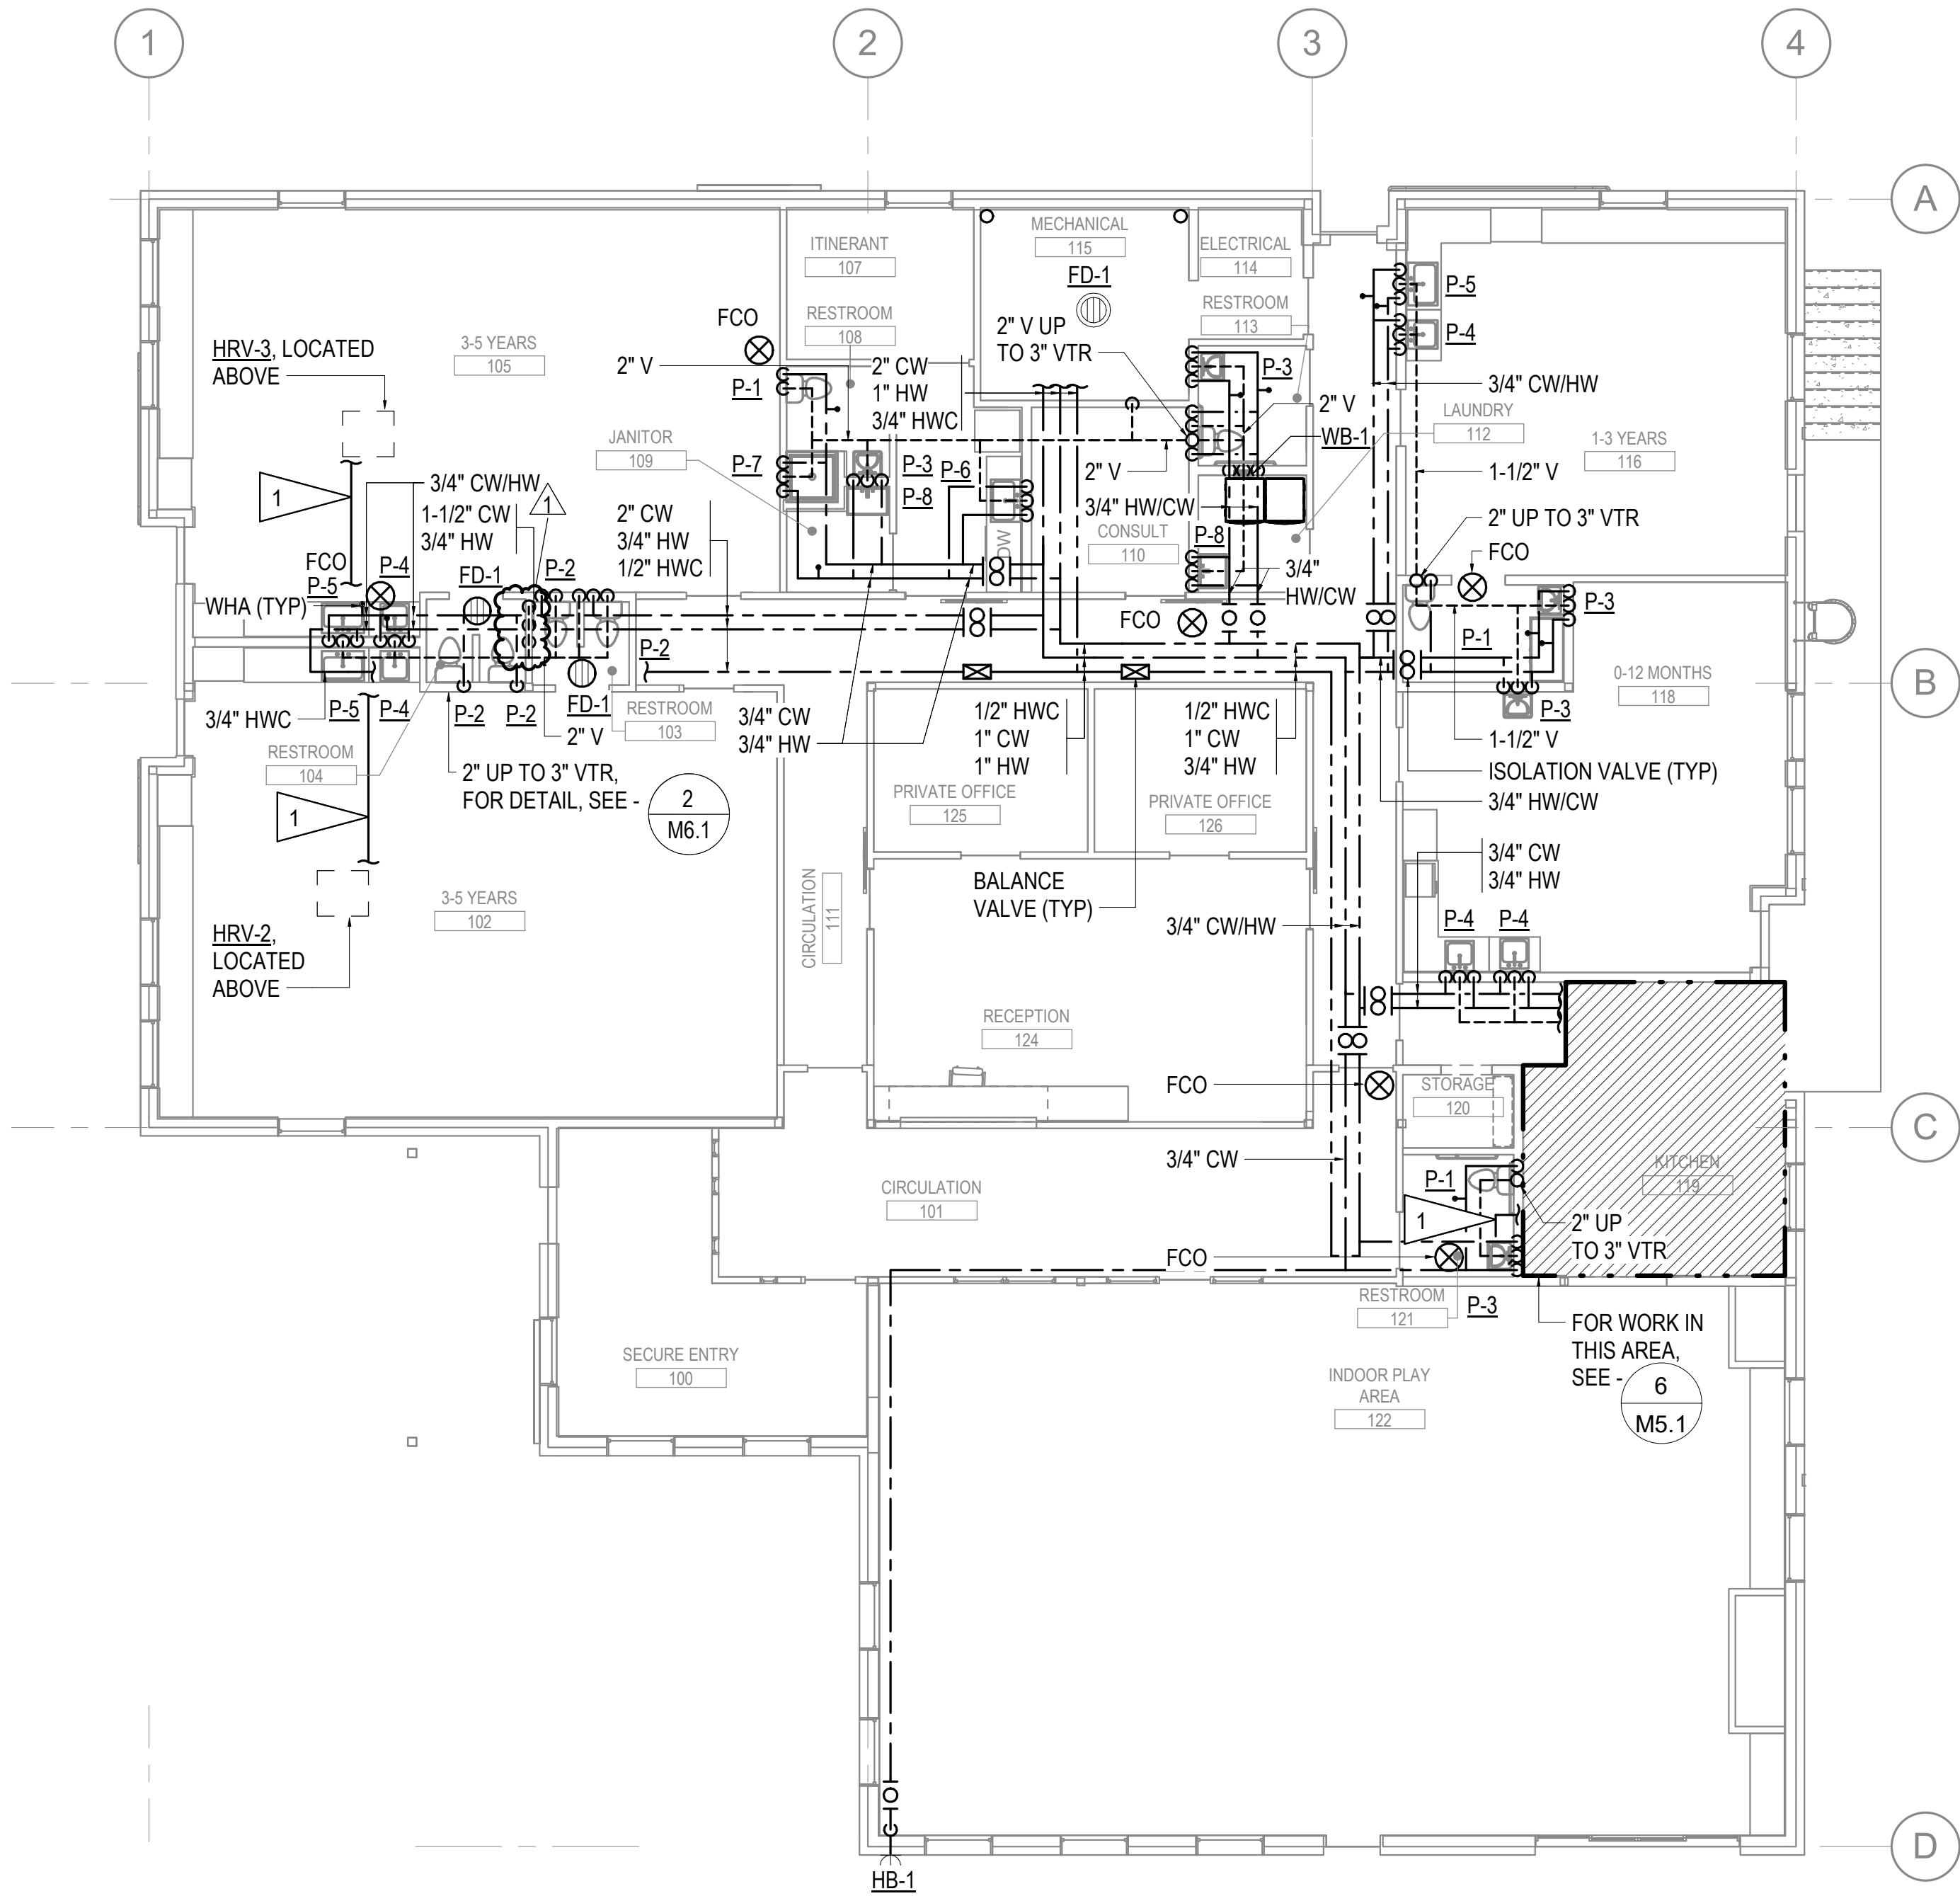 1
2
3
4
A
B
C
D
ITINERANT
107
MECHANICAL
115
FD-1
ELECTRICAL
114
RESTROOM
113
RESTROOM
108
FCO
2" V UP
TO 3" VTR
P-5
P-4
HRV-3, LOCATED
ABOVE
3-5 YEARS
105
2" V
P-1
2" CW
1" HW
3/4" HWC
P-3
2" V
WB-1
3/4" CW/HW
LAUNDRY
112
1-3 YEARS
116
JANITOR
109
P-7
P-3
P-8
P-6
2" V
3/4" HW/CW
1-1/2" V
1
3/4" CW/HW
1-1/2" CW
3/4" HW
1
2" CW
3/4" HW
1/2" HWC
DW
CONSULT
110
P-8
3/4"
HW/CW
2" UP TO 3" VTR
FCO
FCO
P-5
P-4
FD-1
P-2
WHA (TYP)
FCO
P-3
P-1
P-2
0-12 MONTHS
118
3/4" HWC
P-5
P-4
P-2
P-2
FD-1
2" V
RESTROOM
103
3/4" CW
3/4" HW
1/2" HWC
1" CW
1" HW
1/2" HWC
1" CW
3/4" HW
P-3
1-1/2" V
RESTROOM
104
2" UP TO 3" VTR,
FOR DETAIL, SEE -
2
M6.1
ISOLATION VALVE (TYP)
3/4" HW/CW
PRIVATE OFFICE
125
PRIVATE OFFICE
126
1
3/4" CW
3/4" HW
BALANCE
VALVE (TYP)
CIRCULATION
111
3-5 YEARS
102
HRV-2,
LOCATED
ABOVE
3/4" CW/HW
P-4
P-4
RECEPTION
124
FCO
STORAGE
120
3/4" CW
KITCHEN
119
CIRCULATION
101
P-1
1
2" UP
TO 3" VTR
FCO
RESTROOM
121
P-3
FOR WORK IN
THIS AREA,
SEE -
6
M5.1
SECURE ENTRY
100
INDOOR PLAY
AREA
122
HB-1